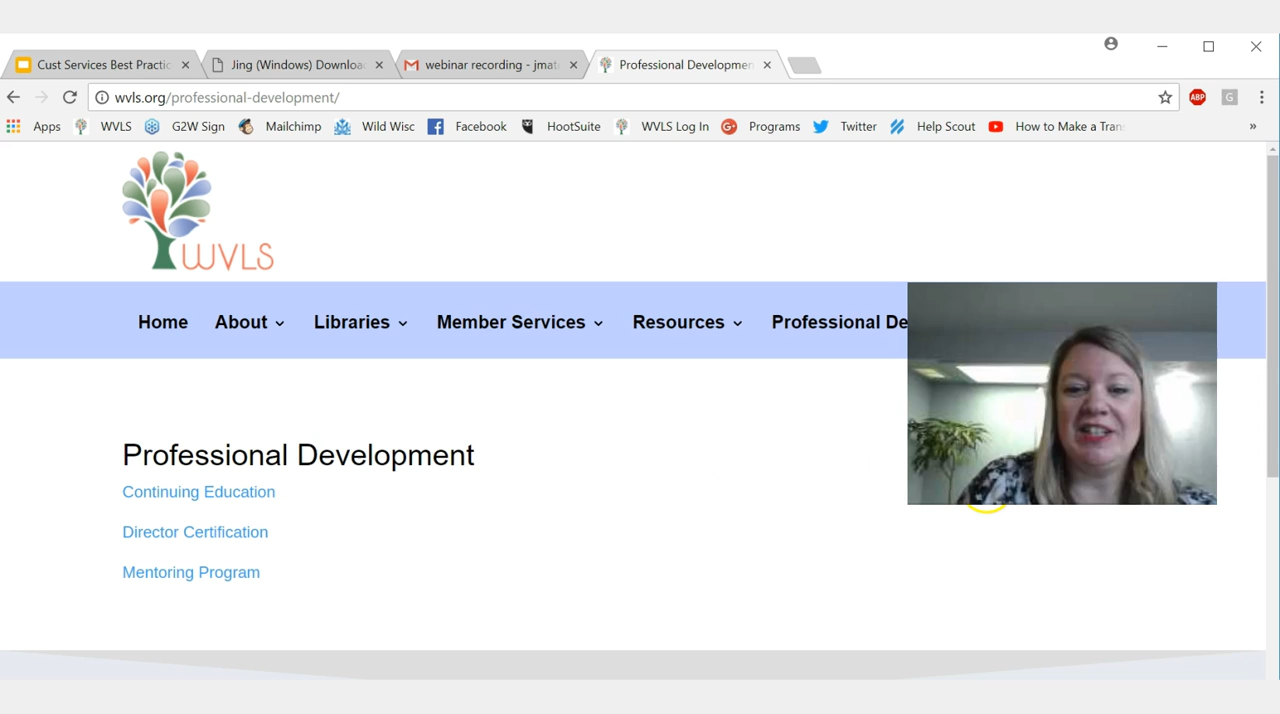 Cust Services Best Practic
Jing (Windows) Downloa
webinar recording - jmat
Professional Developmen
wvls.org/professional-development/
ABP
G
Apps WVLS G2W Sign Mailchimp Wild Wisc Facebook HootSuite WVLS Log In Programs Twitter Help Scout How to Make a Tran »
WVLS
Home About Libraries Member Services Resources Professional De
Professional Development
Continuing Education
Director Certification
Mentoring Program